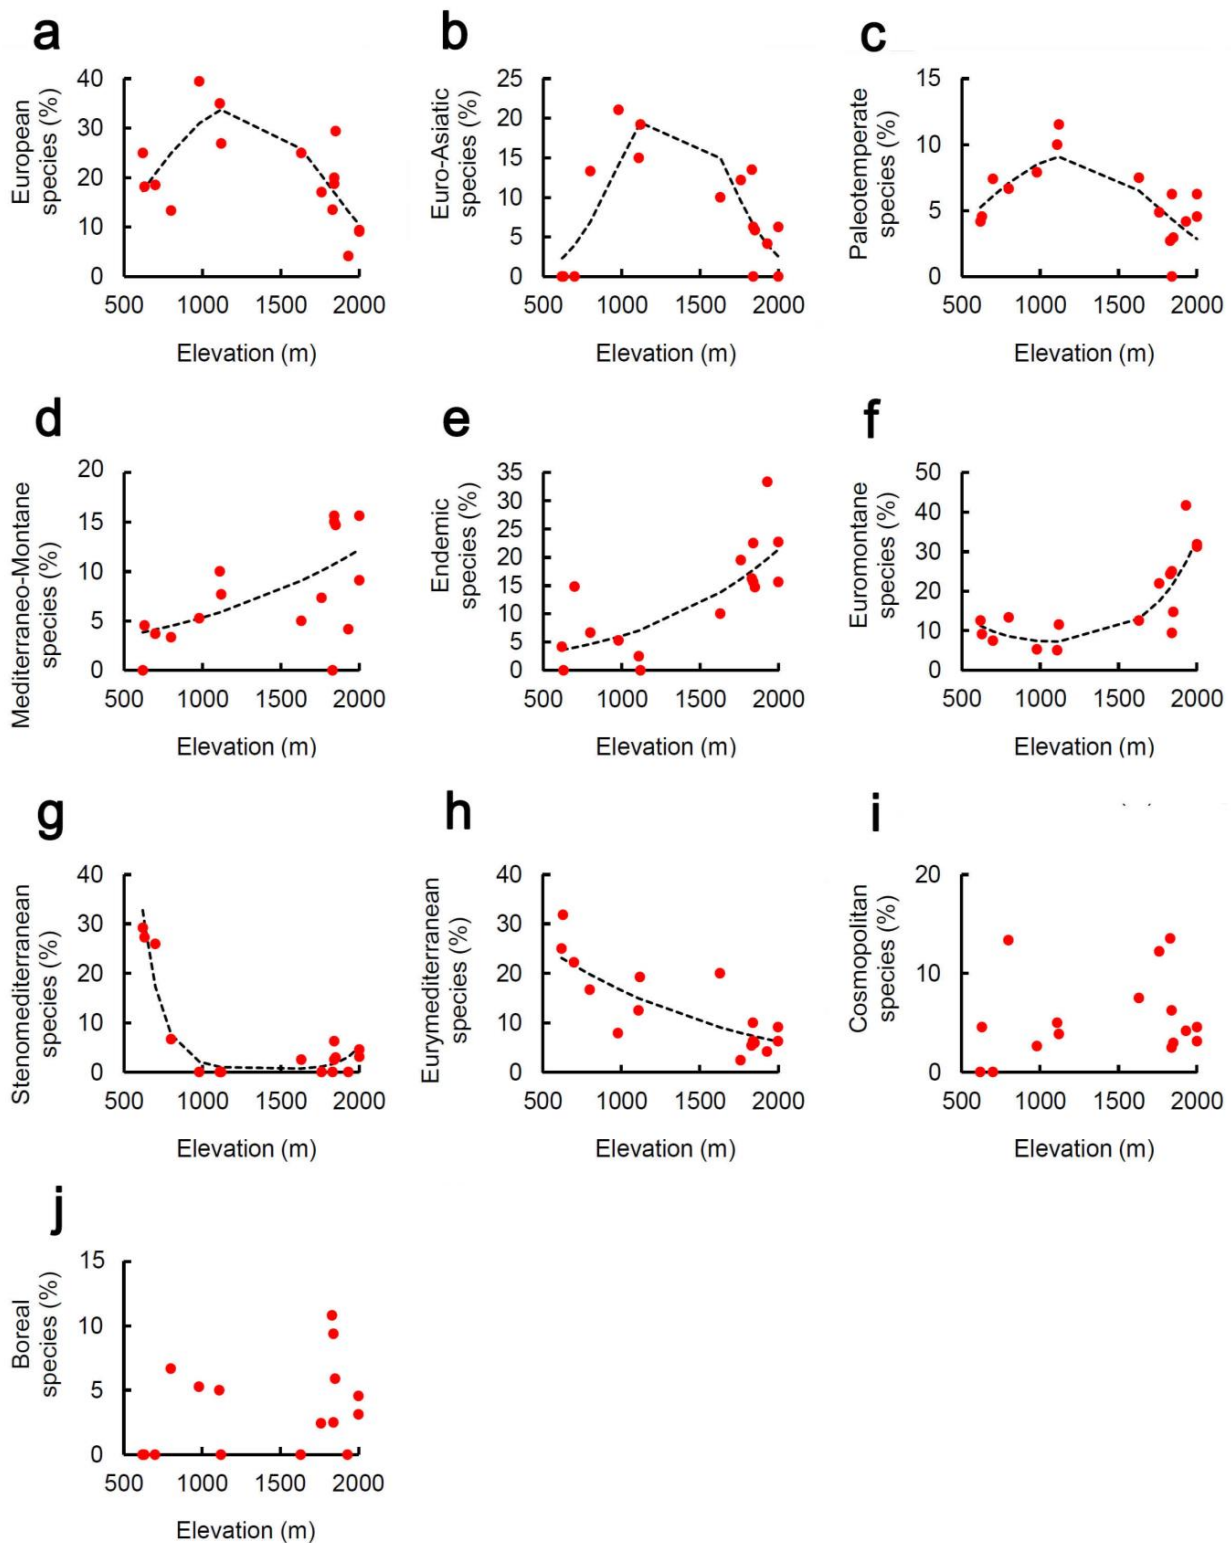 a
b
c
European
species (%)
40
30
20
10
0
500 1000 1500 2000
Elevation (m)
Euro-Asiatic
species (%)
25
20
15
10
5
0
500 1000 1500 2000
Elevation (m)
Paleotemperate
species (%)
15
10
5
0
500 1000 1500 2000
Elevation (m)
d
e
f
Mediterraneo-Montane
species (%)
20
15
10
5
0
500 1000 1500 2000
Elevation (m)
Endemic
species (%)
35
30
25
20
15
10
5
0
500 1000 1500 2000
Elevation (m)
Euromontane
species (%)
50
40
30
20
10
0
500 1000 1500 2000
Elevation (m)
g
h
i
Stenomediterranean
species (%)
40
30
20
10
0
500 1000 1500 2000
Elevation (m)
Eurymediterranean
species (%)
40
30
20
10
0
500 1000 1500 2000
Elevation (m)
Cosmopolitan
species (%)
20
10
0
500 1000 1500 2000
Elevation (m)
j
Boreal
species (%)
15
10
5
0
500 1000 1500 2000
Elevation (m)